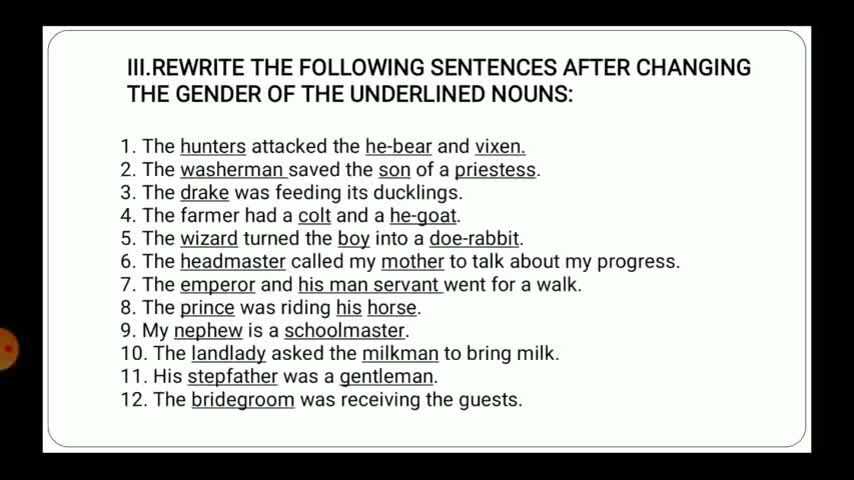 III.REWRITE THE FOLLOWING SENTENCES AFTER CHANGING
THE GENDER OF THE UNDERLINED NOUNS:
1. The hunters attacked the he-bear and vixen.
2. The washerman saved the son of a priestess.
3. The drake was feeding its ducklings.
4. The farmer had a colt and a he-goat.
5. The wizard turned the boy into a doe-rabbit.
6. The headmaster called my mother to talk about my progress.
7. The emperor and his man servant went for a walk.
8. The prince was riding his horse.
9. My nephew is a schoolmaster.
10. The landlady asked the milkman to bring milk.
11. His stepfather was a gentleman.
12. The bridegroom was receiving the guests.